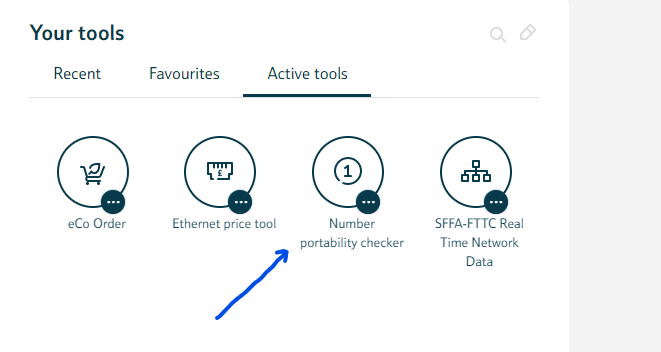 Your tools
Recent Favourites Active tools
£ 1
eCo Order Ethernet price tool Number SFFA-FTTC Real
portability checker Time Network
Data